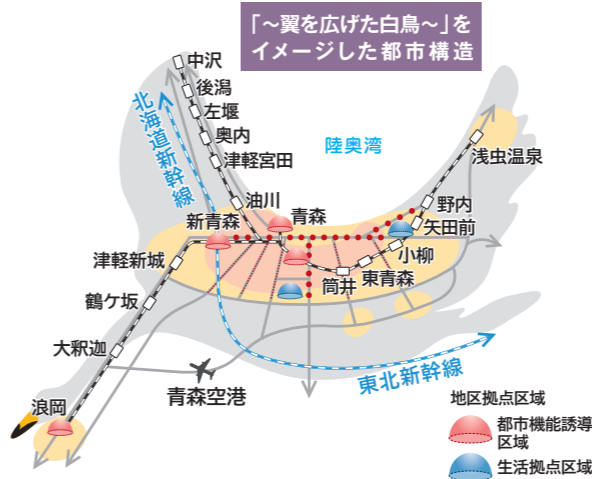 「～翼を広げた白鳥～」を
イメージした都市構造
中沢
後潟
左堰
奥内
津軽宮田
油川
北海道新幹線
陸奥湾
浅虫温泉
野内
矢田前
小柳
東青森
筒井
青森
新青森
津軽新城
鶴ケ坂
大釈迦
浪岡
青森空港
東北新幹線
地区拠点区域
都市機能誘導
区域
生活拠点区域